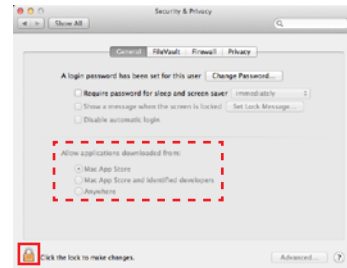 Security & Privacy
Show All
General FileVault Firewall Privacy
A login password has been set for this user Change Password...
Require password for sleep and screen saver immediately
Show a message when the screen is locked Set Lock Message...
Disable automatic login
Allow applications downloaded from:
Mac App Store
Mac App Store and identified developers
Anywhere
Click the lock to make changes.
Advanced... ?